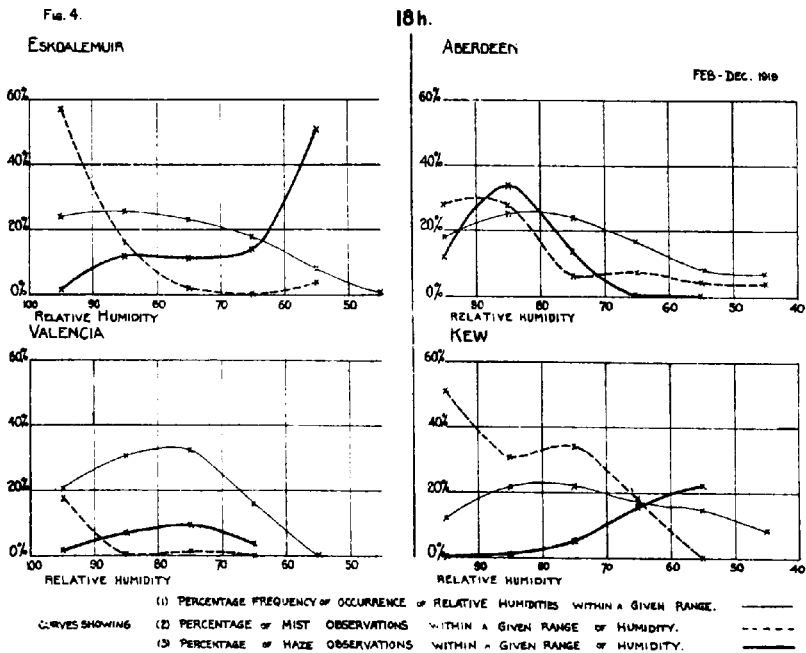 FIG. 4.
18h.
ESKDALEMUIR
60%
40%
20%
0%
100 90 80 70 60 50
RELATIVE HUMIDITY
ABERDEEN
FEB-DEC. 1919
60%
40%
20%
0%
80 80 70 60 50 40
RELATIVE HUMIDITY
VALENCIA
60%
40%
20%
0%
100 90 80 70 60 50
RELATIVE HUMIDITY
KEW
60%
40%
20%
0%
90 80 70 60 50 40
RELATIVE HUMIDITY
CURVES SHOWING
(1) PERCENTAGE FREQUENCY OF OCCURRENCE OF RELATIVE HUMIDITIES WITHIN A GIVEN RANGE.
(2) PERCENTAGE OF MIST OBSERVATIONS WITHIN A GIVEN RANGE OF HUMIDITY.
(3) PERCENTAGE OF HAZE OBSERVATIONS WITHIN A GIVEN RANGE OF HUMIDITY.